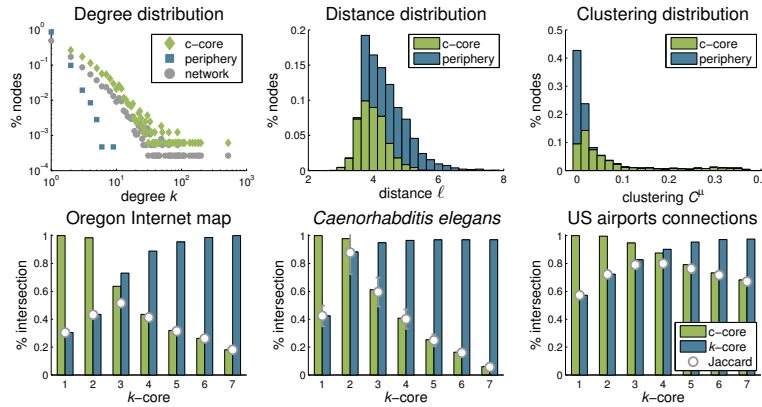 Degree distribution
% nodes
10^0
10^-1
10^-2
10^-3
10^-4
c-core
periphery
network
10^0
10^1
10^2
10^3
degree k
Distance distribution
% nodes
0.2
0.15
0.1
0.05
0
c-core
periphery
2
4
6
8
distance ℓ
Clustering distribution
% nodes
0.5
0.4
0.3
0.2
0.1
0
c-core
periphery
0
0.1
0.2
0.3
clustering C^μ
Oregon Internet map
% intersection
1
0.8
0.6
0.4
0.2
0
1 2 3 4 5 6 7
k-core
Caenorhabditis elegans
% intersection
1
0.8
0.6
0.4
0.2
0
1 2 3 4 5 6 7
k-core
US airports connections
% intersection
1
0.8
0.6
0.4
0.2
0
c-core
k-core
Jaccard
1 2 3 4 5 6 7
k-core